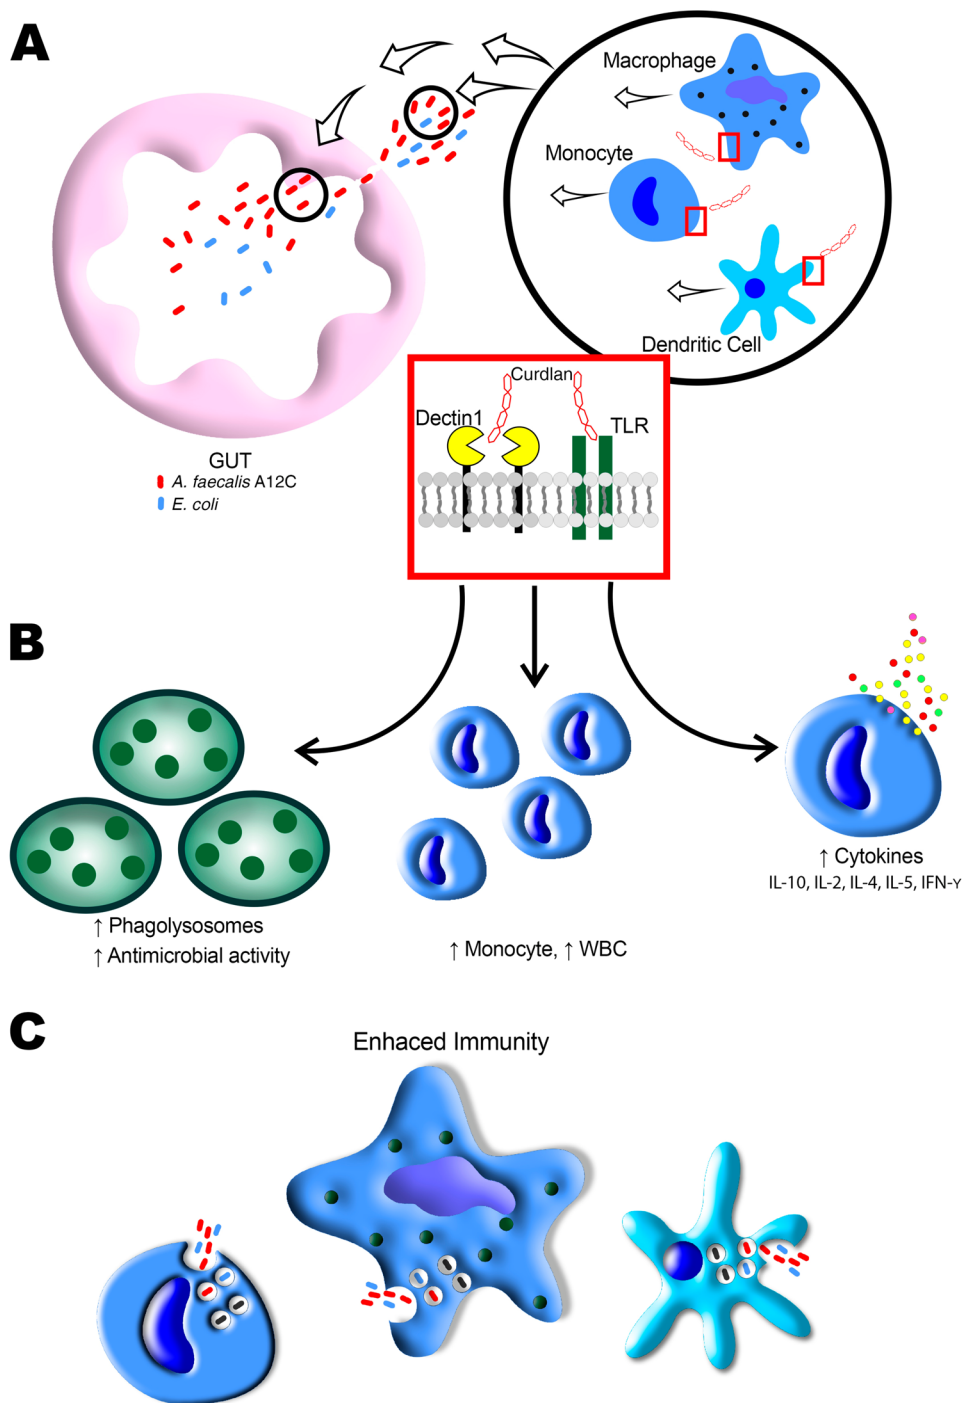 A
Macrophage
Monocyte
Dendritic Cell
GUT
A. faecalis A12C
E. coli
Curdlan
Dectin1
TLR
B
↑ Phagolysosomes
↑ Antimicrobial activity
↑ Monocyte, ↑ WBC
↑ Cytokines
IL-10, IL-2, IL-4, IL-5, IFN-γ
C
Enhaced Immunity